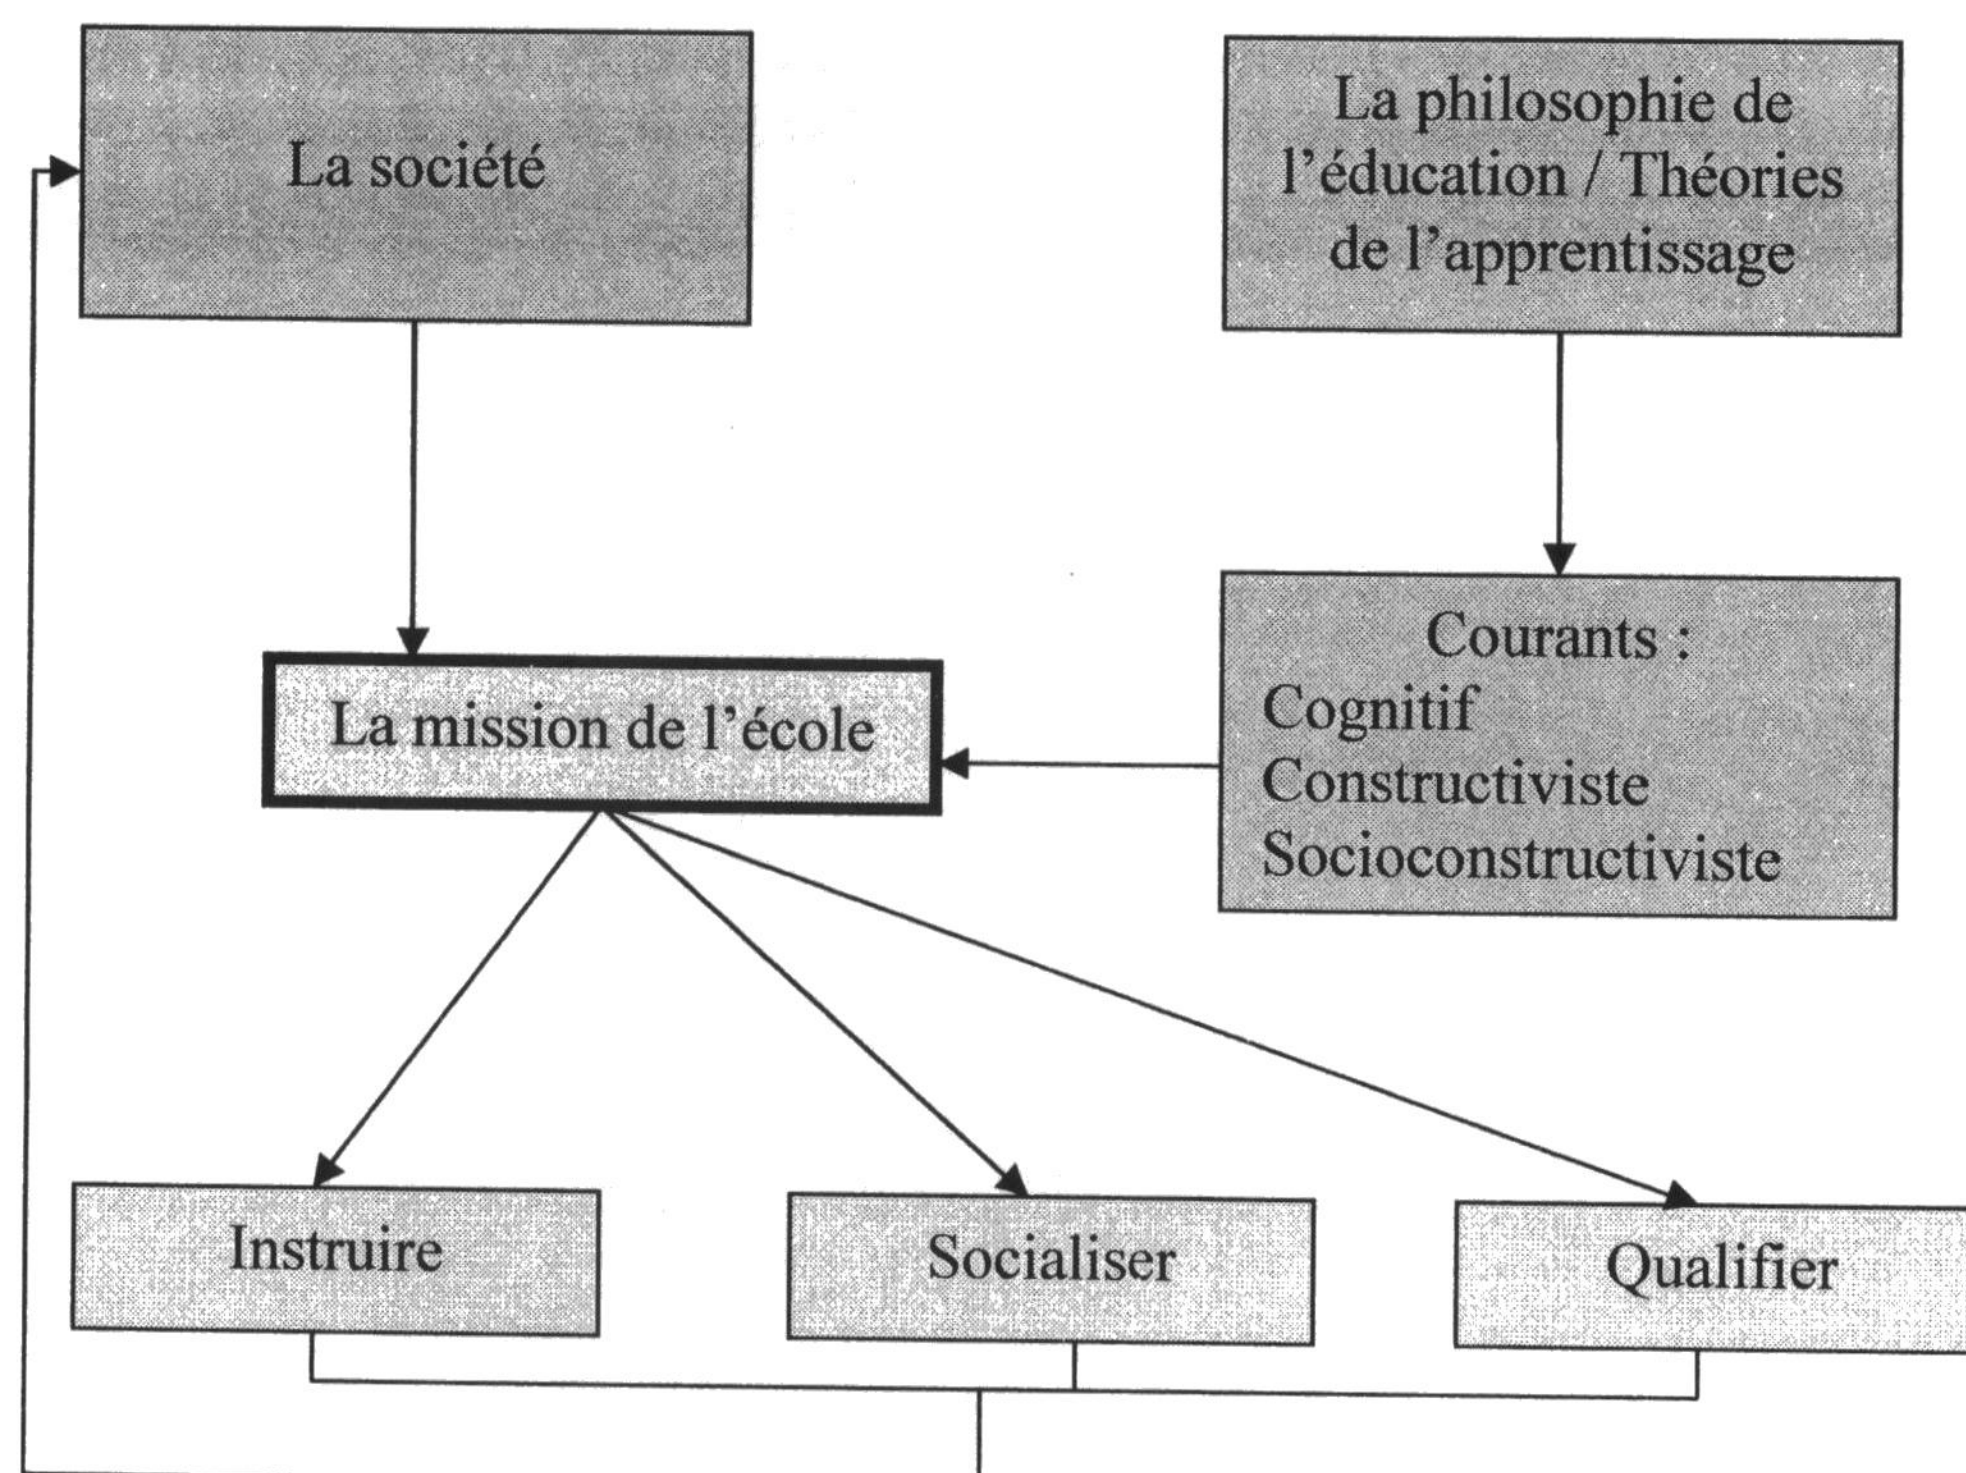 La société
La philosophie de
l’éducation / Théories
de l’apprentissage
Courants :
Cognitif
Constructiviste
Socioconstructiviste
La mission de l’école
Instruire
Socialiser
Qualifier